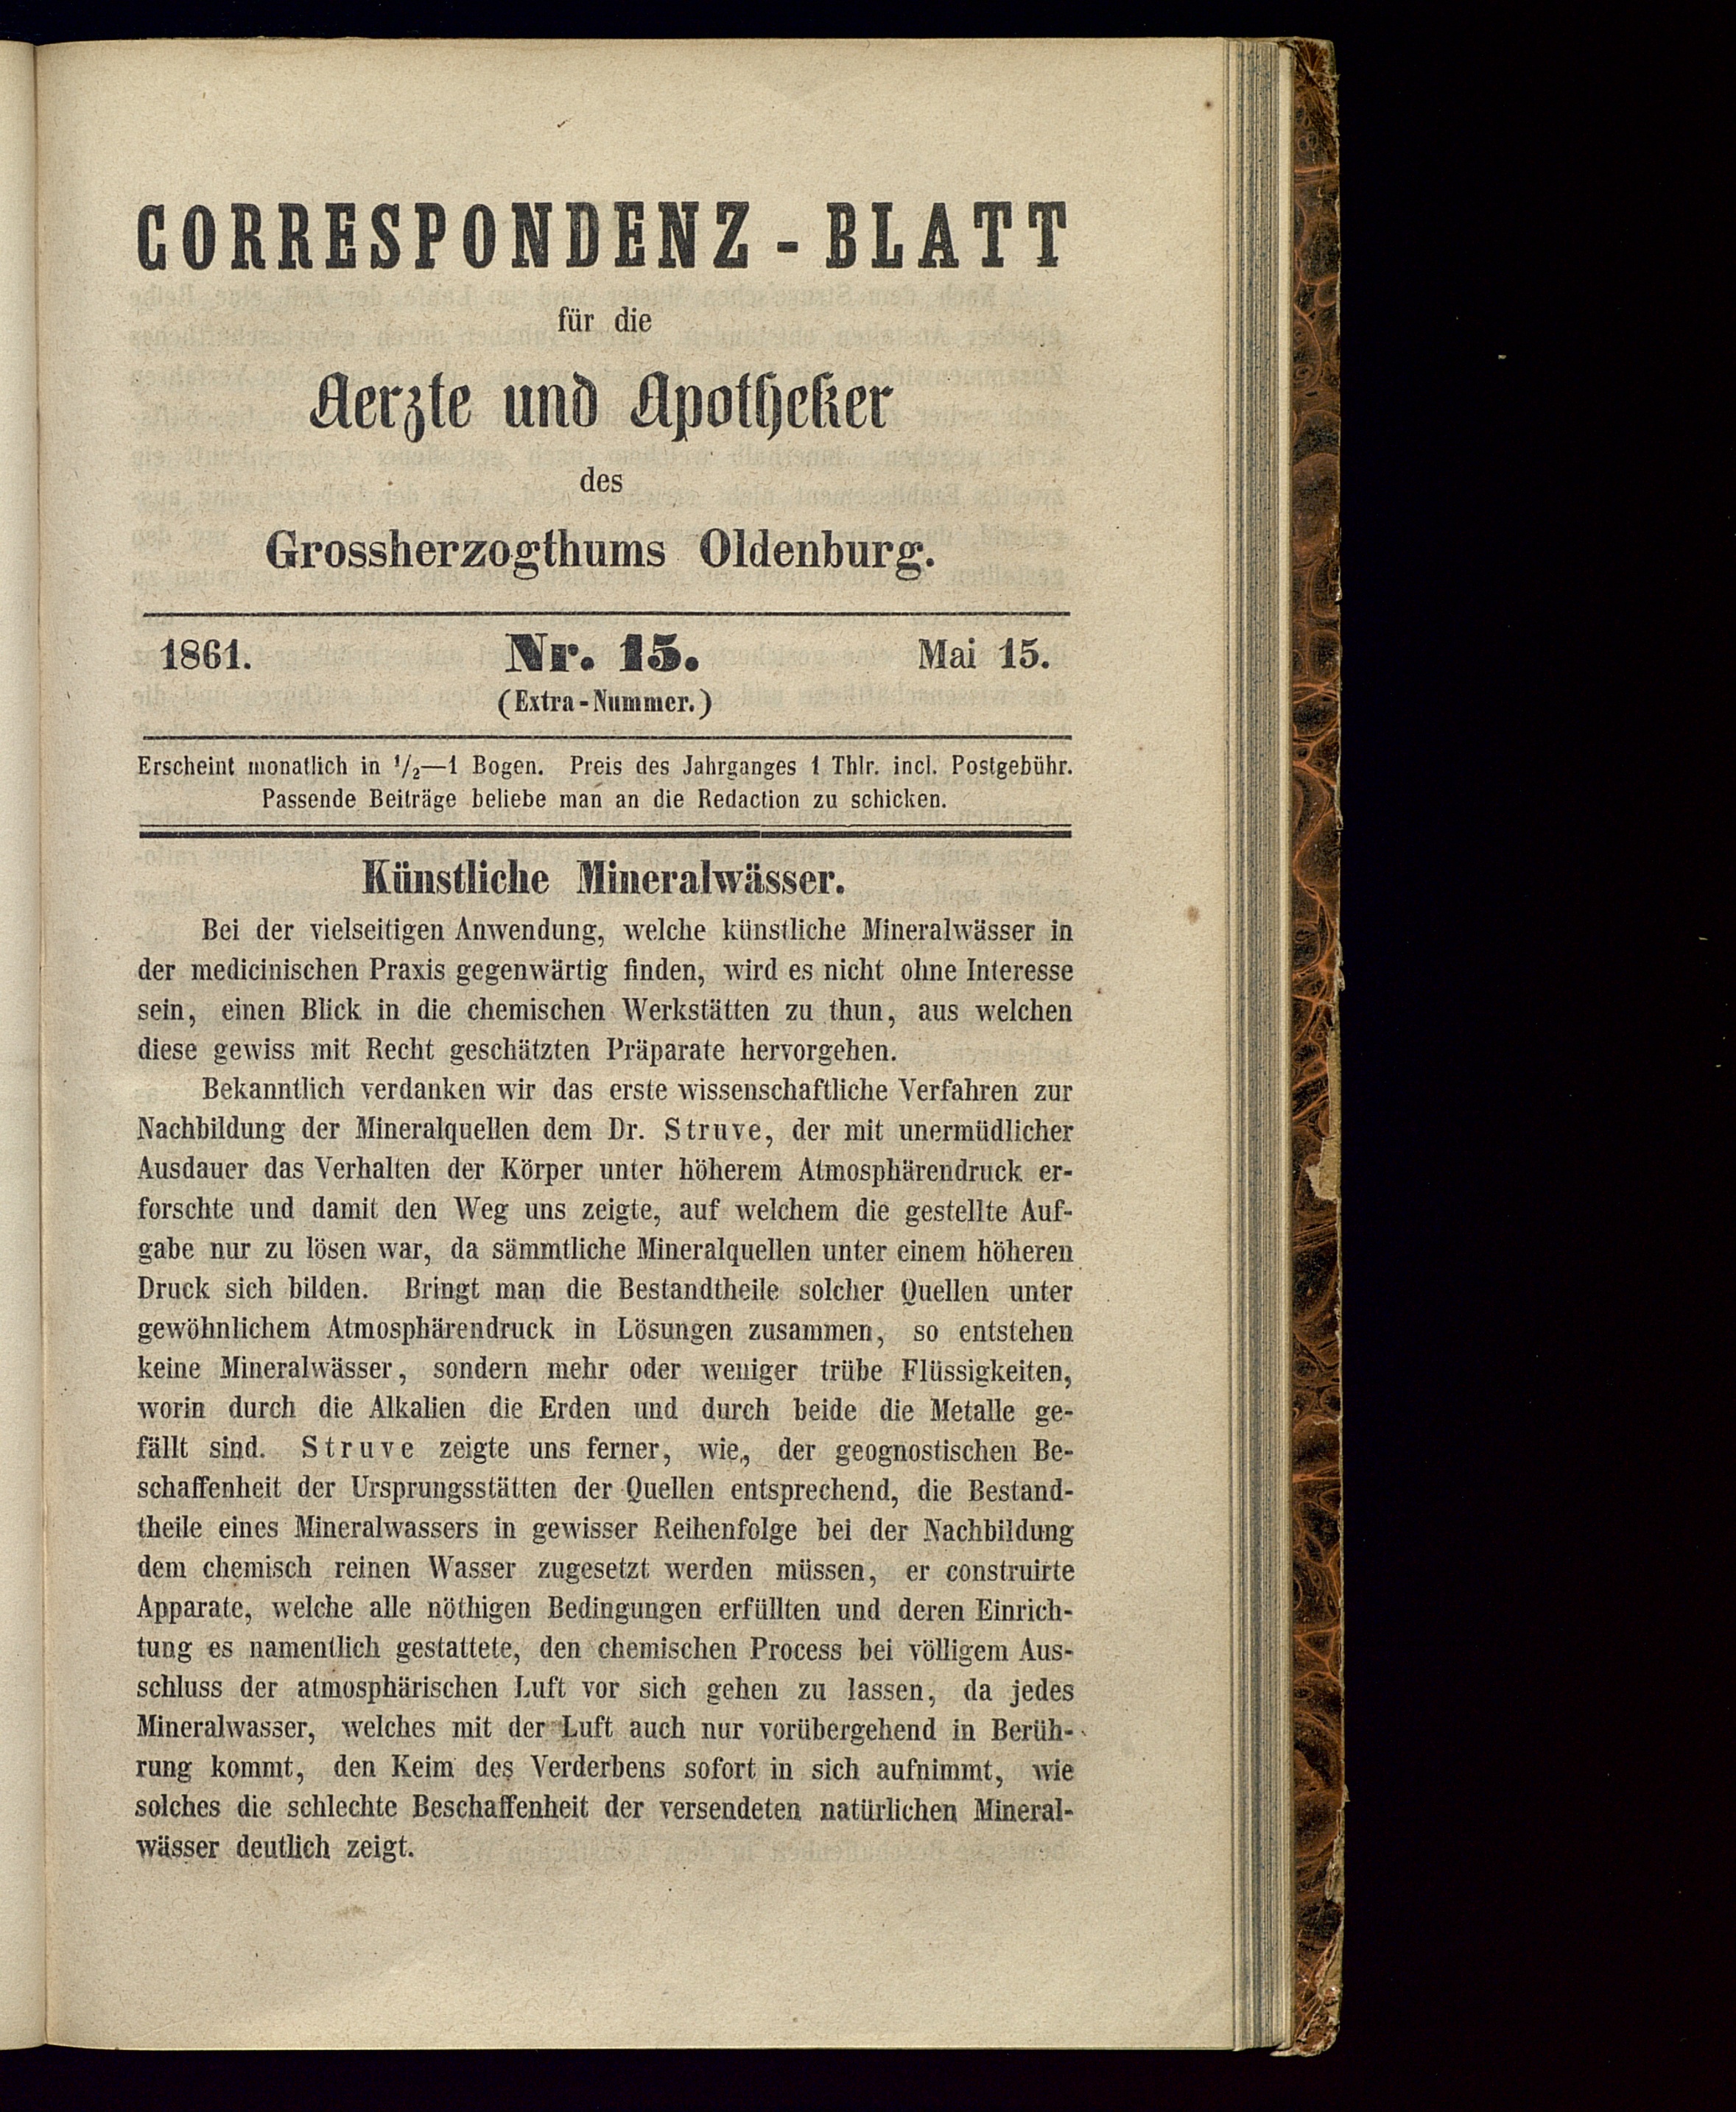 CORRESPONDENZ-BLATT
für die
Aerzte und Apotheker
des
Grossherzogthums Oldenburg.
1861. Nr. 15. Mai 15.
(Extra-Nummer.)
Erscheint monatlich in 1/2—1 Bogen. Preis des Jahrganges 1 Thlr. incl. Postgebühr.
Passende Beiträge beliebe man an die Redaction zu schicken.
Künstliche Mineralwässer.
Bei der vielseitigen Anwendung, welche künstliche Mineralwässer in
der medicinischen Praxis gegenwärtig finden, wird es nicht ohne Interesse
sein, einen Blick in die chemischen Werkstätten zu thun, aus welchen
diese gewiss mit Recht geschätzten Präparate hervorgehen.
Bekanntlich verdanken wir das erste wissenschaftliche Verfahren zur
Nachbildung der Mineralquellen dem Dr. Struve, der mit unermüdlicher
Ausdauer das Verhalten der Körper unter höherem Atmosphärendruck er-
forschte und damit den Weg uns zeigte, auf welchem die gestellte Auf-
gabe nur zu lösen war, da sämmtliche Mineralquellen unter einem höheren
Druck sich bilden. Bringt man die Bestandtheile solcher Quellen unter
gewöhnlichem Atmosphärendruck in Lösungen zusammen, so entstehen
keine Mineralwässer, sondern mehr oder weniger trübe Flüssigkeiten,
worin durch die Alkalien die Erden und durch beide die Metalle ge-
fällt sind. Struve zeigte uns ferner, wie, der geognostischen Be-
schaffenheit der Ursprungsstätten der Quellen entsprechend, die Bestand-
theile eines Mineralwassers in gewisser Reihenfolge bei der Nachbildung
dem chemisch reinen Wasser zugesetzt werden müssen, er construirte
Apparate, welche alle nöthigen Bedingungen erfüllten und deren Einrich-
tung es namentlich gestattete, den chemischen Process bei völligem Aus-
schluss der atmosphärischen Luft vor sich gehen zu lassen, da jedes
Mineralwasser, welches mit der Luft auch nur vorübergehend in Berüh-
rung kommt, den Keim des Verderbens sofort in sich aufnimmt, wie
solches die schlechte Beschaffenheit der versendeten natürlichen Mineral-
wässer deutlich zeigt.